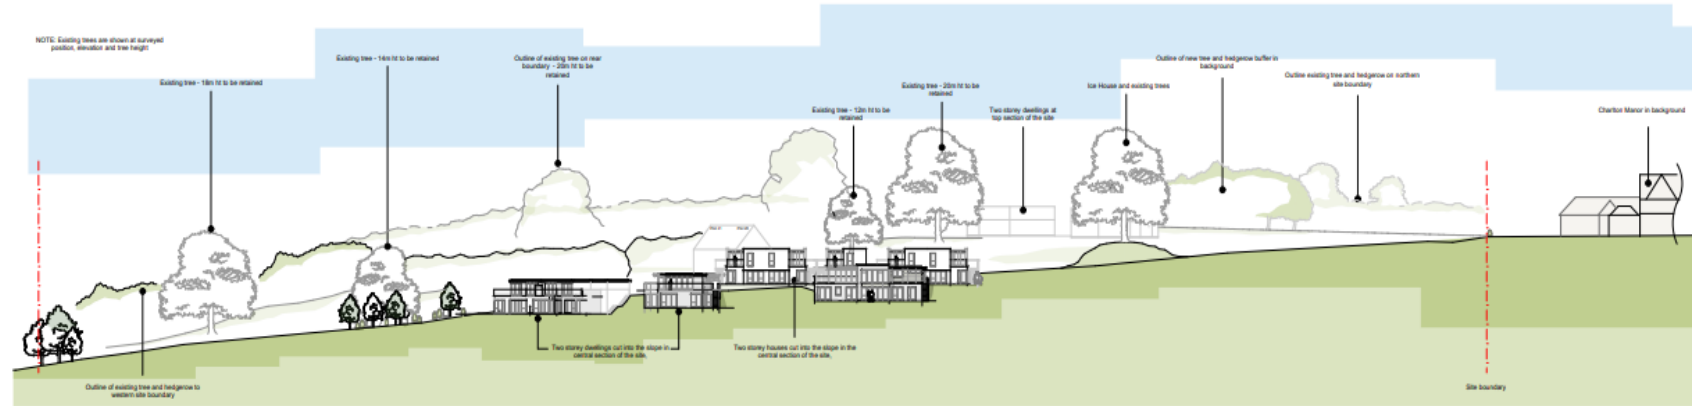 NOTE: Existing trees are shown at surveyed
position, elevation and tree height
Existing tree - 18m ht to be retained
Existing tree - 14m ht to be retained
Outline of existing tree on rear
boundary - 20m ht to be
retained
Existing tree - 12m ht to be
retained
Existing tree - 20m ht to be
retained
Two storey dwellings at
top section of the site
Ice House and existing trees
Outline of new tree and hedgerow buffer in
background
Outline existing tree and hedgerow on northern
site boundary
Charlton Manor in background
Outline of existing tree and hedgerow to
western site boundary
Two storey dwellings cut into the slope in
central section of the site,
Two storey houses cut into the slope in the
central section of the site,
Site boundary